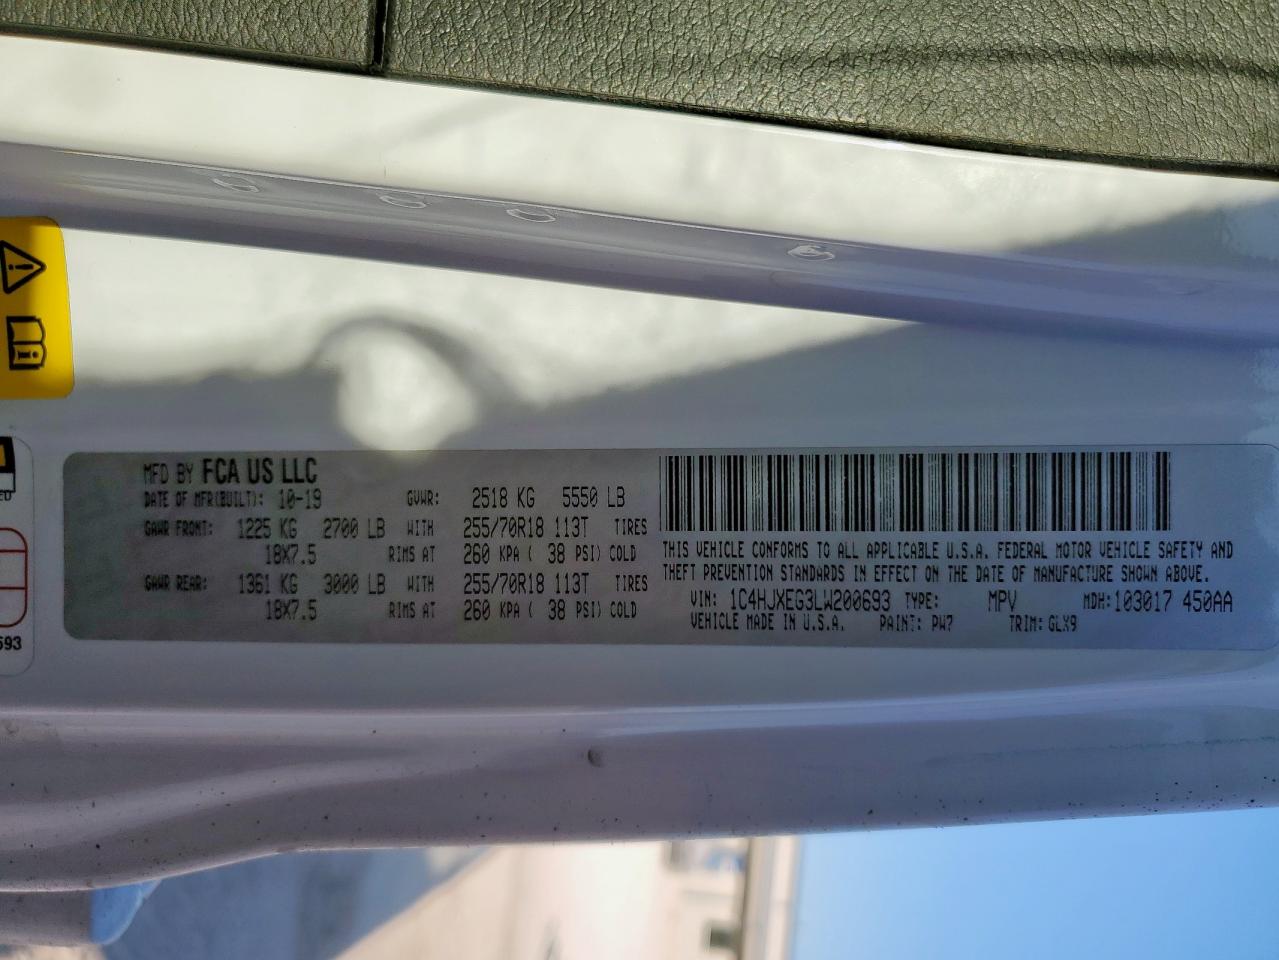 MFD BY FCA US LLC
DATE OF MFR(BUILT): 10-19 GVWR: 2518 KG 5550 LB
GAWR FRONT: 1225 KG 2700 LB WITH 255/70R18 113T TIRES
18X7.5 RIMS AT 260 KPA ( 38 PSI) COLD
GAWR REAR: 1361 KG 3000 LB WITH 255/70R18 113T TIRES
18X7.5 RIMS AT 260 KPA ( 38 PSI) COLD
THIS VEHICLE CONFORMS TO ALL APPLICABLE U.S.A. FEDERAL MOTOR VEHICLE SAFETY AND
THEFT PREVENTION STANDARDS IN EFFECT ON THE DATE OF MANUFACTURE SHOWN ABOVE.
VIN: 1C4HJXEG3LW200693 TYPE: MPV MDH: 103017 450AA
VEHICLE MADE IN U.S.A. PAINT: PW7 TRIM: GLX9
593